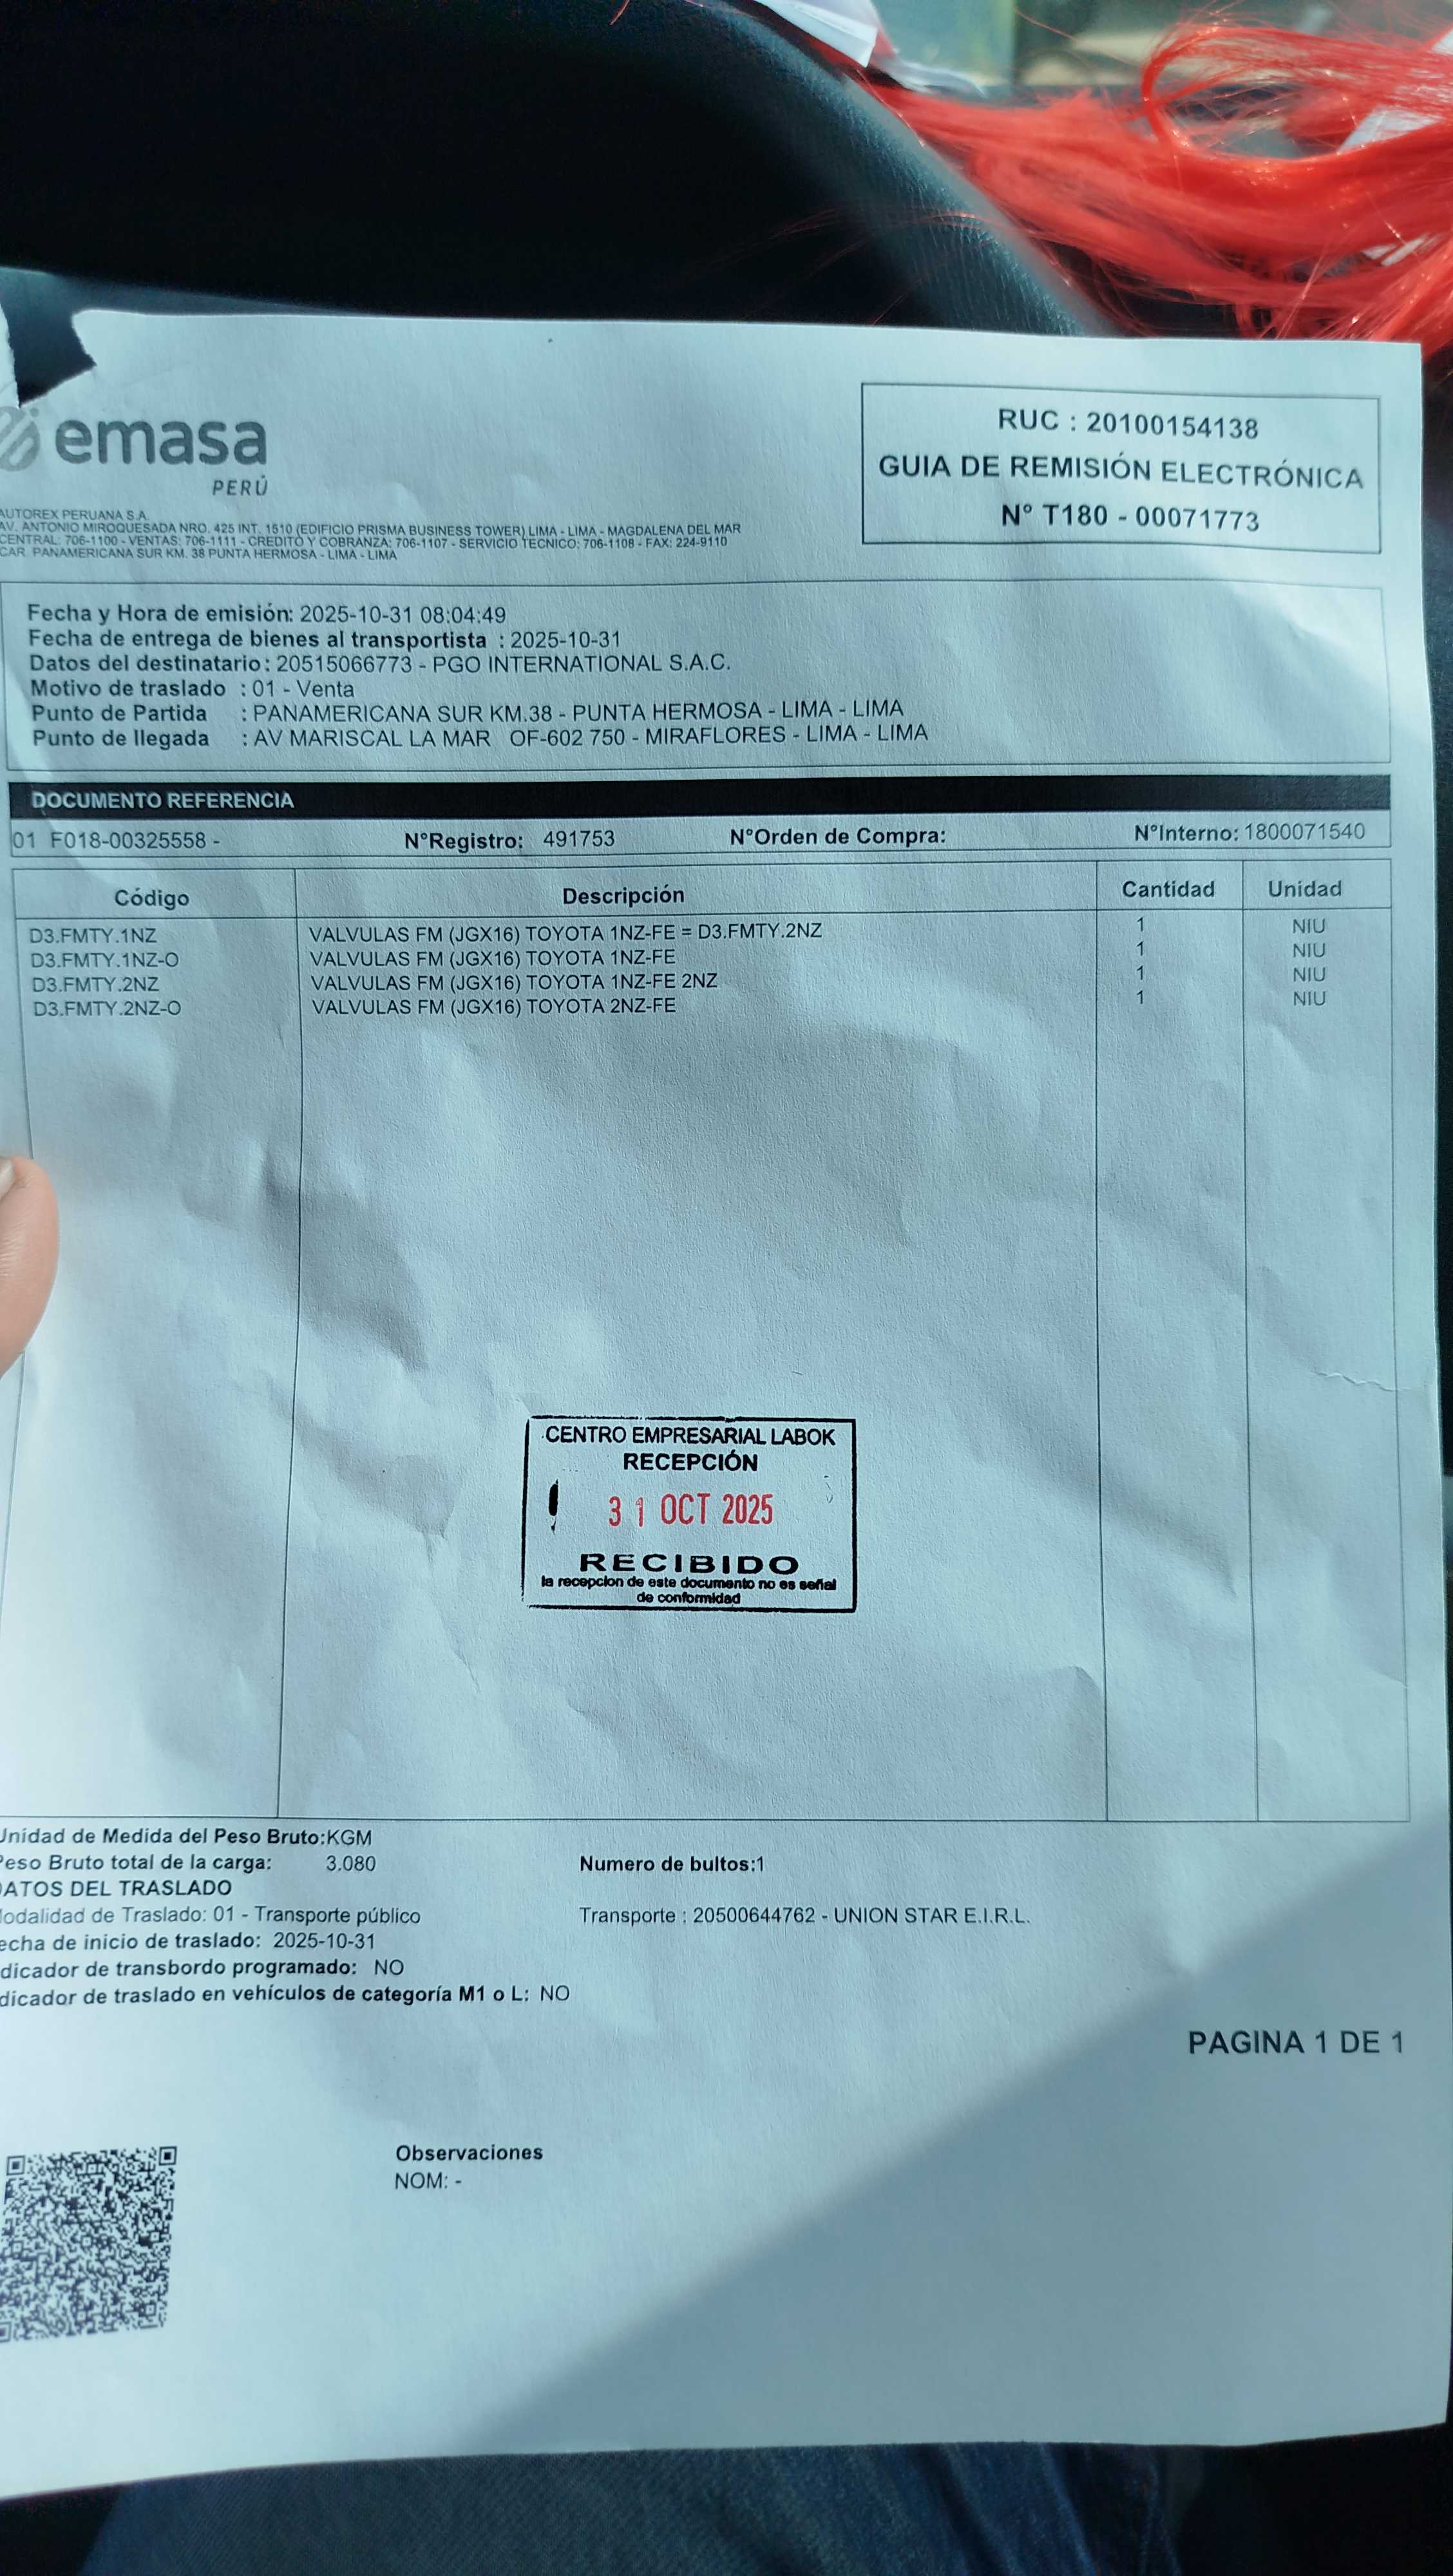 emasa
PERÚ
RUC : 20100154138
GUIA DE REMISIÓN ELECTRÓNICA
N° T180 - 00071773
AUTOREX PERUANA S.A.
AV. ANTONIO MIROQUESADA NRO. 425 INT. 1510 (EDIFICIO PRISMA BUSINESS TOWER) LIMA - LIMA - MAGDALENA DEL MAR
CENTRAL: 706-1100 - VENTAS: 706-1111 - CREDITO Y COBRANZA: 706-1107 - SERVICIO TECNICO: 706-1108 - FAX: 224-9110
CAR. PANAMERICANA SUR KM. 38 PUNTA HERMOSA - LIMA - LIMA
Fecha y Hora de emisión: 2025-10-31 08:04:49
Fecha de entrega de bienes al transportista : 2025-10-31
Datos del destinatario : 20515066773 - PGO INTERNATIONAL S.A.C.
Motivo de traslado : 01 - Venta
Punto de Partida : PANAMERICANA SUR KM.38 - PUNTA HERMOSA - LIMA - LIMA
Punto de llegada : AV MARISCAL LA MAR OF-602 750 - MIRAFLORES - LIMA - LIMA
DOCUMENTO REFERENCIA
01 F018-00325558 - N°Registro: 491753 N°Orden de Compra: N°Interno: 1800071540
Código Descripción Cantidad Unidad
D3.FMTY.1NZ VALVULAS FM (JGX16) TOYOTA 1NZ-FE = D3.FMTY.2NZ 1 NIU
D3.FMTY.1NZ-O VALVULAS FM (JGX16) TOYOTA 1NZ-FE 1 NIU
D3.FMTY.2NZ VALVULAS FM (JGX16) TOYOTA 1NZ-FE 2NZ 1 NIU
D3.FMTY.2NZ-O VALVULAS FM (JGX16) TOYOTA 2NZ-FE 1 NIU
CENTRO EMPRESARIAL LABOK
RECEPCIÓN
31 OCT 2025
RECIBIDO
la recepcion de este documento no es señal
de conformidad
Unidad de Medida del Peso Bruto:KGM
Peso Bruto total de la carga: 3.080 Numero de bultos:1
DATOS DEL TRASLADO
Modalidad de Traslado: 01 - Transporte público Transporte : 20500644762 - UNION STAR E.I.R.L.
echa de inicio de traslado: 2025-10-31
dicador de transbordo programado: NO
dicador de traslado en vehículos de categoría M1 o L: NO
PAGINA 1 DE 1
Observaciones
NOM: -